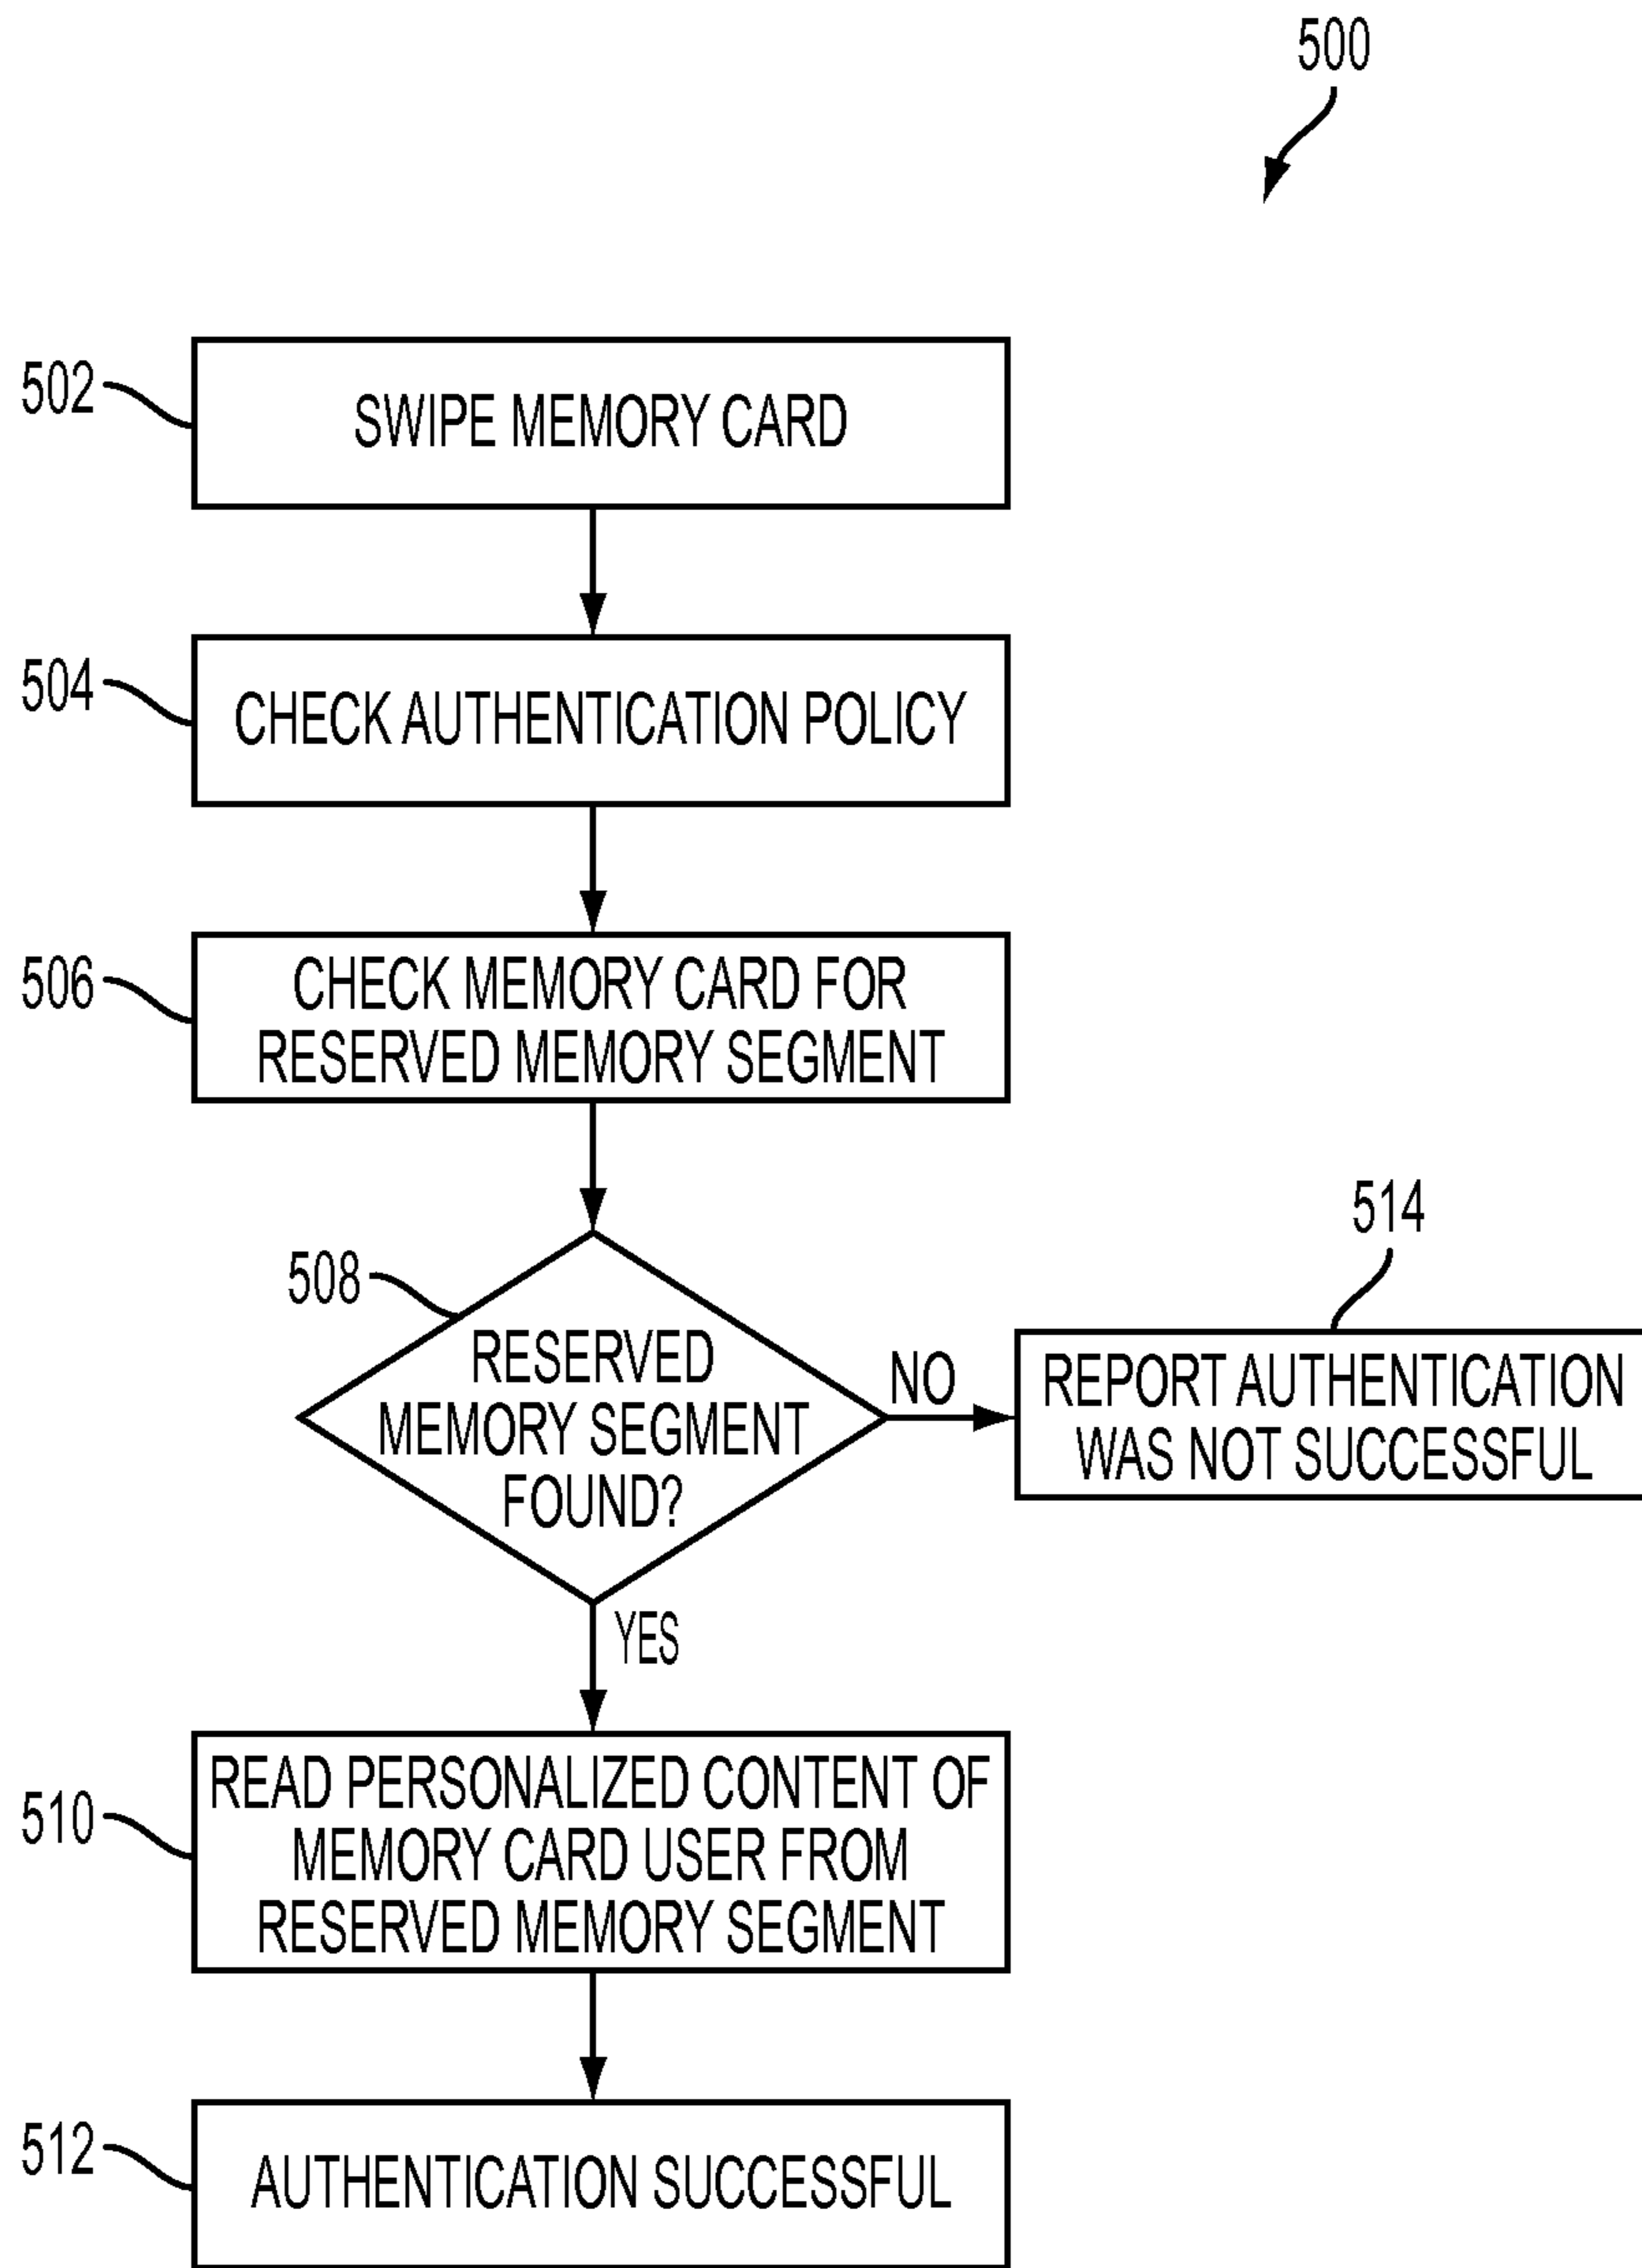 500
502
SWIPE MEMORY CARD
504
CHECK AUTHENTICATION POLICY
506
CHECK MEMORY CARD FOR
RESERVED MEMORY SEGMENT
508
RESERVED
MEMORY SEGMENT
FOUND?
NO
514
REPORT AUTHENTICATION
WAS NOT SUCCESSFUL
YES
510
READ PERSONALIZED CONTENT OF
MEMORY CARD USER FROM
RESERVED MEMORY SEGMENT
512
AUTHENTICATION SUCCESSFUL